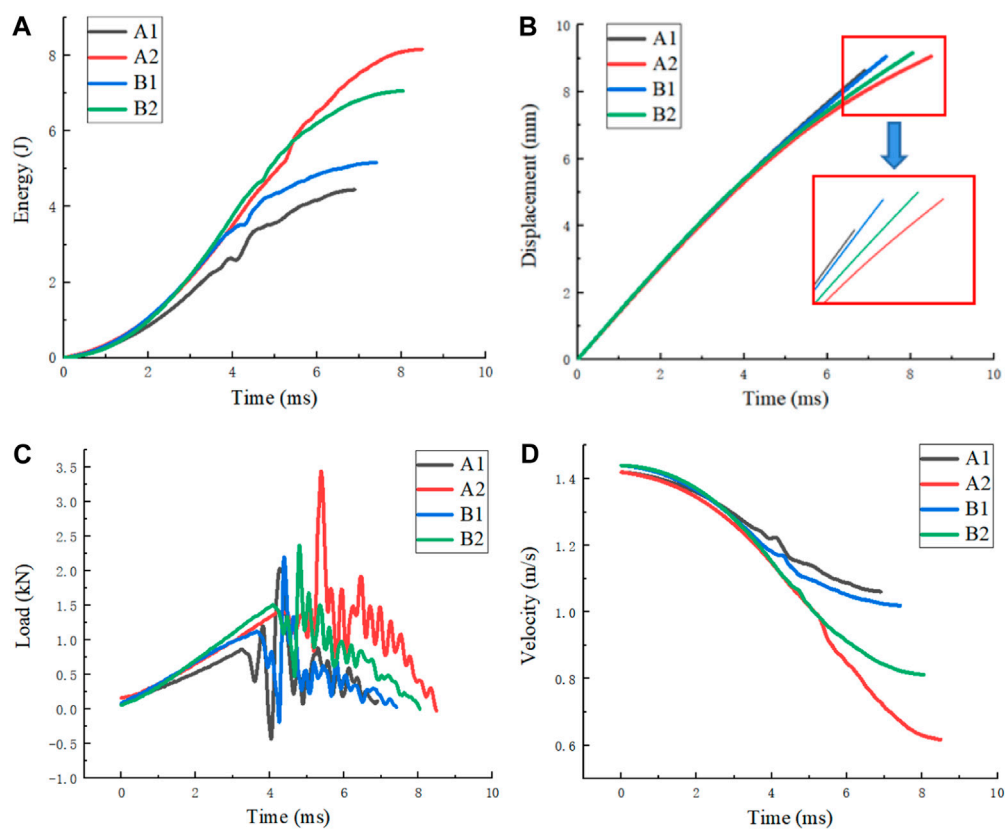 A
A1
A2
B1
B2
Energy (J)
8
6
4
2
0
0 2 4 6 8 10
Time (ms)
B
A1
A2
B1
B2
Displacement (mm)
10
8
6
4
2
0
0 2 4 6 8 10
Time (ms)
C
A1
A2
B1
B2
Load (kN)
3.5
3.0
2.5
2.0
1.5
1.0
0.5
0.0
-0.5
-1.0
0 2 4 6 8 10
Time (ms)
D
A1
A2
B1
B2
Velocity (m/s)
1.4
1.2
1.0
0.8
0.6
0 2 4 6 8 10
Time (ms)